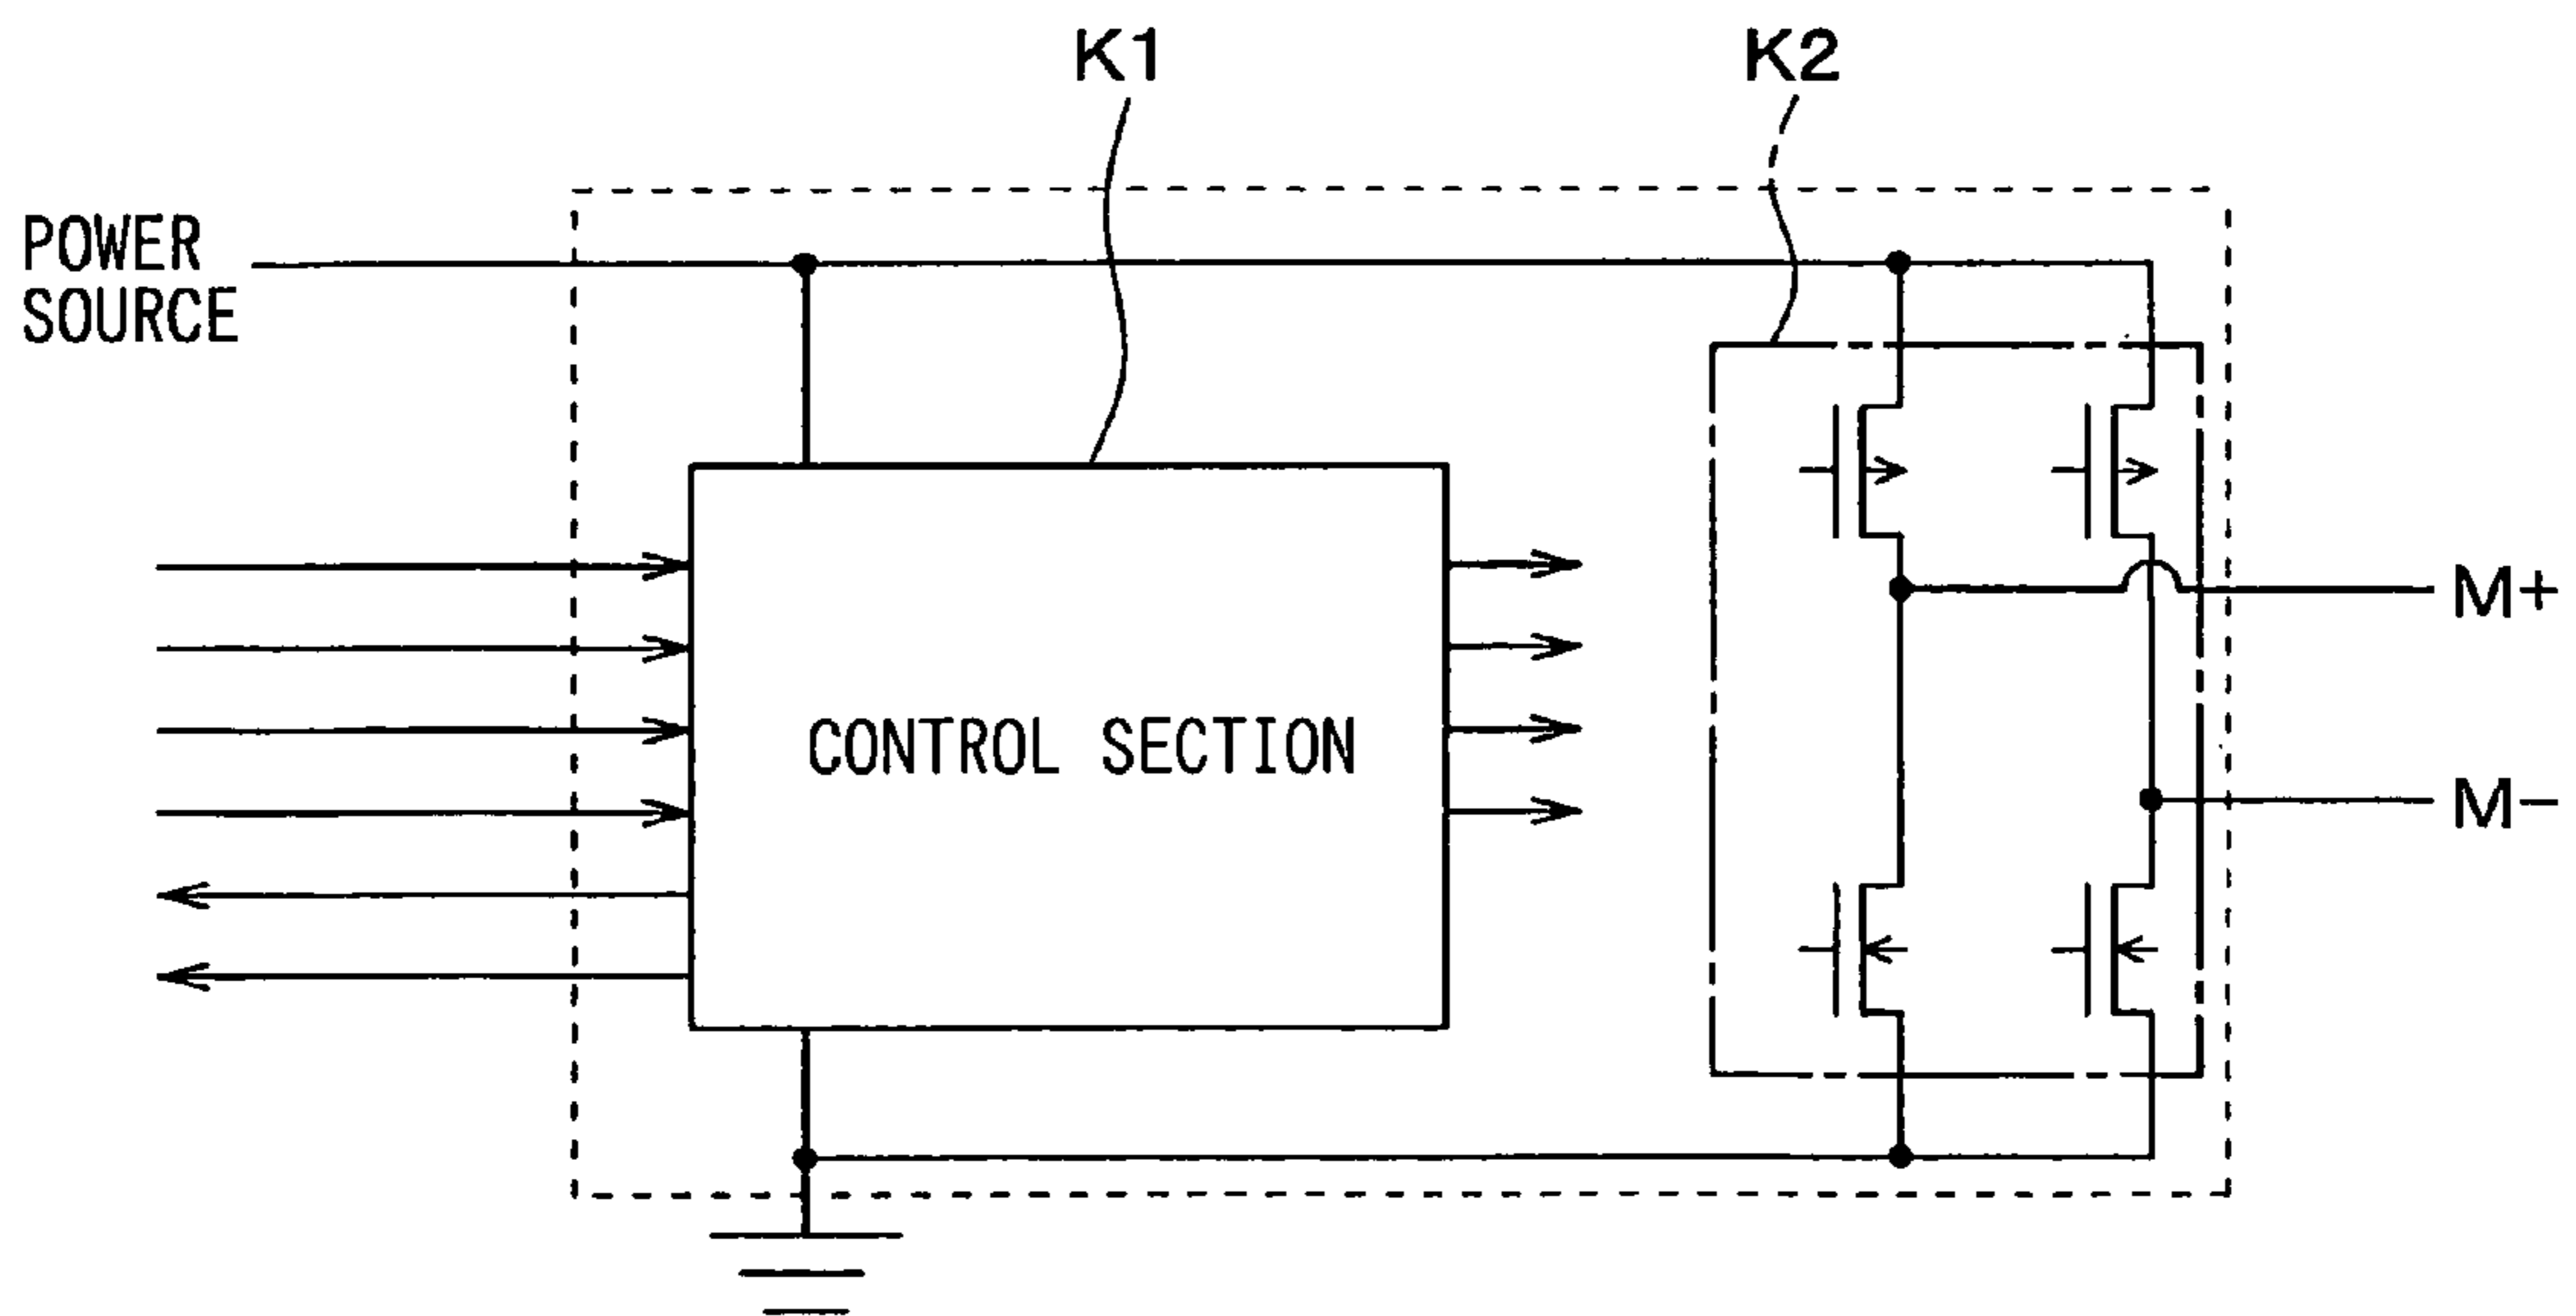 K1
K2
POWER
SOURCE
CONTROL SECTION
M+
M−